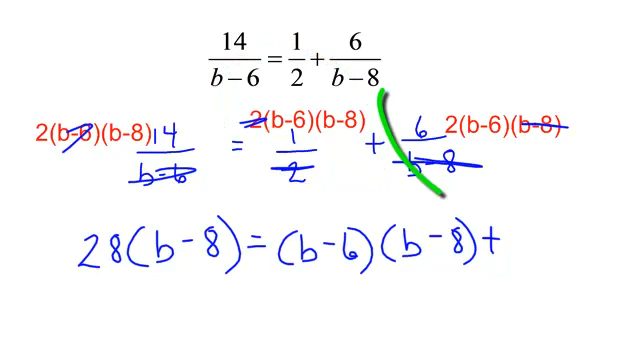 14/(b − 6) = 1/2 + 6/(b − 8)
2(b-6)(b-8) 14/(b-6) = 2(b-6)(b-8) 1/2 + 6/(b-8) 2(b-6)(b-8)
28(b-8)=(b-6)(b-8)+